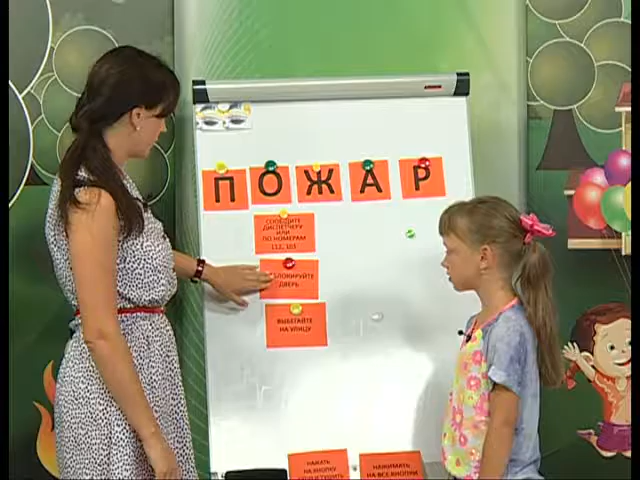 ПОЖАР
СООБЩИТЕ
ДИСПЕТЧЕРУ
ИЛИ
ПО НОМЕРАМ
112, 101
БЛОКИРУЙТЕ
ДВЕРЬ
ВЫБЕГАЙТЕ
НА УЛИЦУ
НАЖАТЬ
НА КНОПКУ
НАЖИМАТЬ
НА ВСЕ КНОПКИ